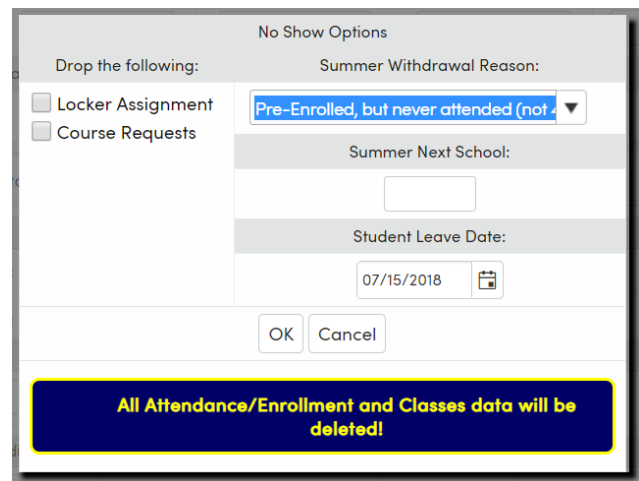 No Show Options
Drop the following:
Summer Withdrawal Reason:
Locker Assignment
Course Requests
Pre-Enrolled, but never attended (not
Summer Next School:
Student Leave Date:
07/15/2018
OK
Cancel
All Attendance/Enrollment and Classes data will be
deleted!